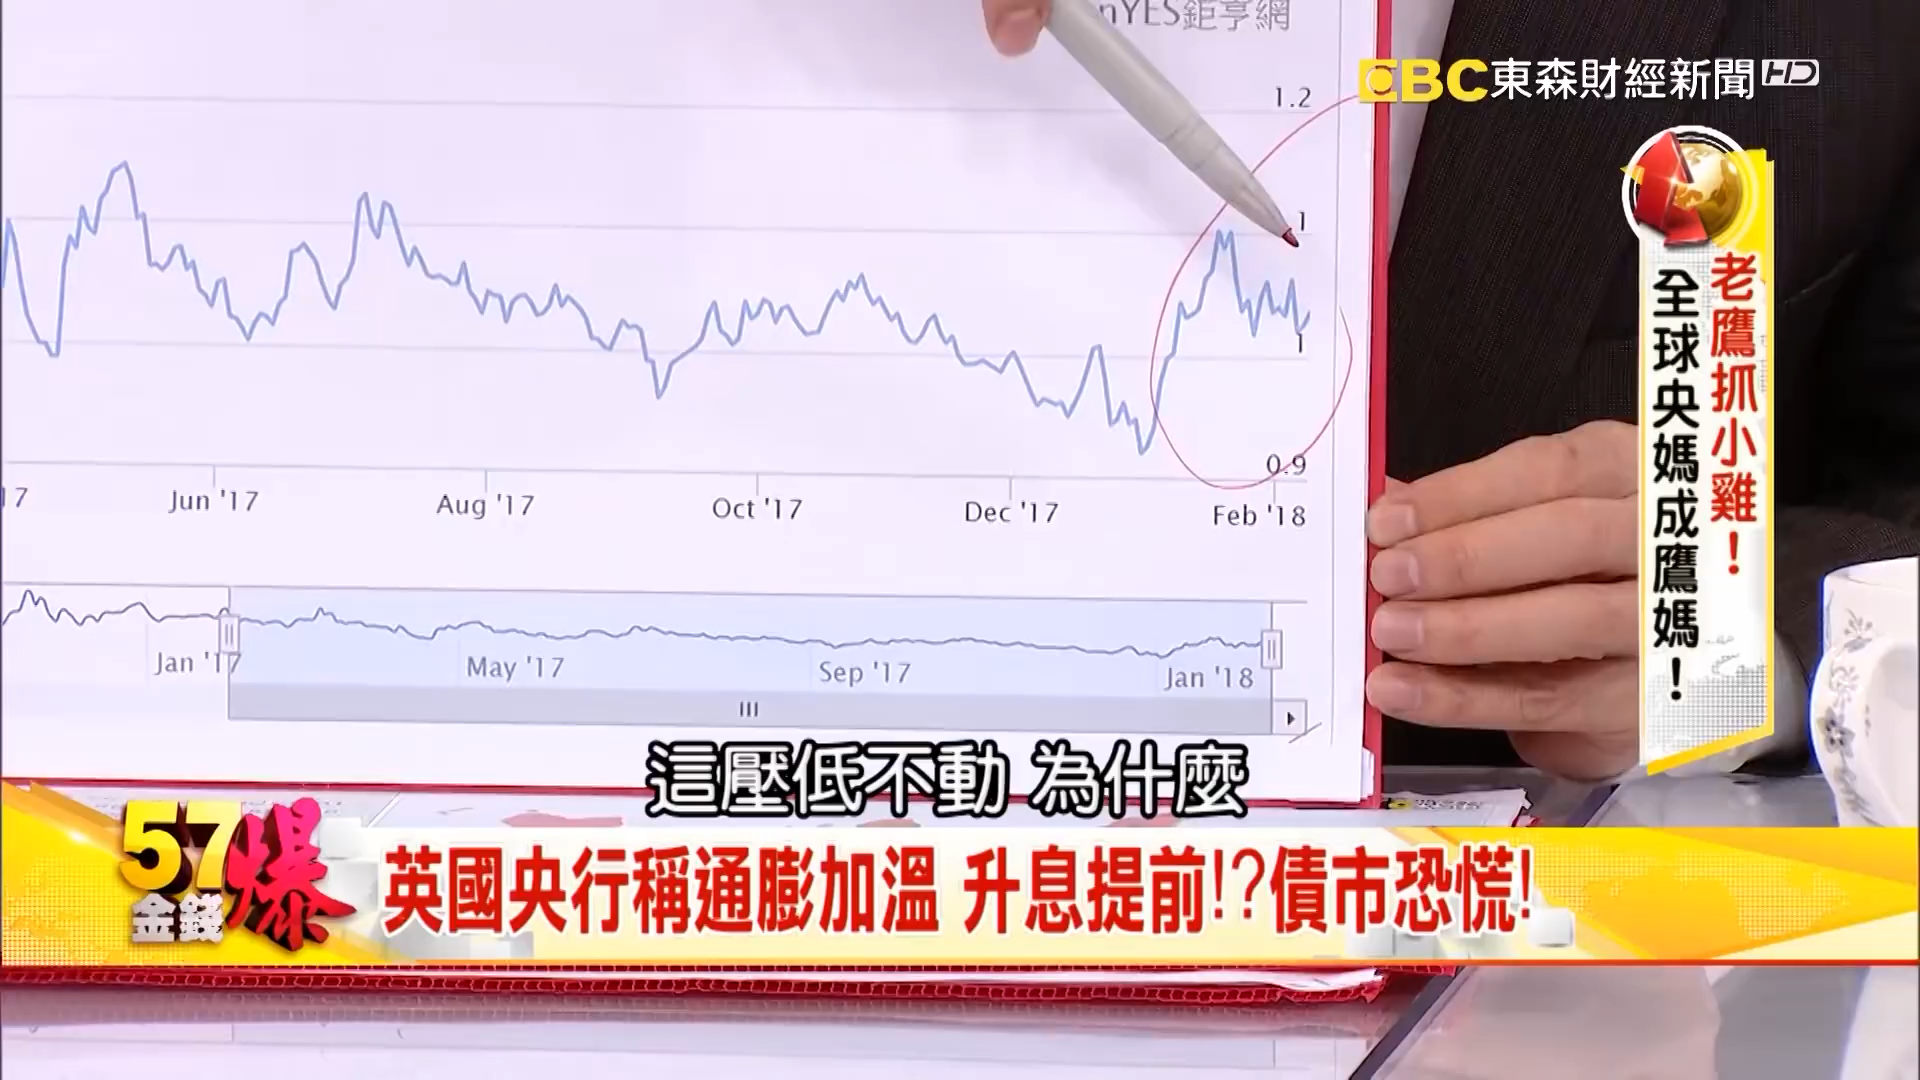 nYES鉅亨網
EBC東森財經新聞HD
1.2
1
1
0.9
17
Jun '17
Aug '17
Oct '17
Dec '17
Feb '18
Jan '17
May '17
Sep '17
Jan '18
老鷹抓小雞！
全球央媽成鷹媽！
這壓低不動 為什麼
57
金錢
爆
英國央行稱通膨加溫 升息提前!?債市恐慌!